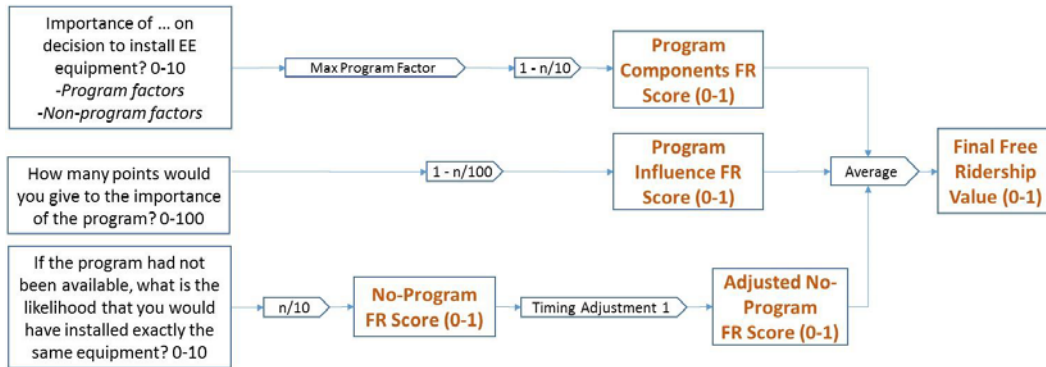 Importance of ... on
decision to install EE
equipment? 0-10
-Program factors
-Non-program factors
Max Program Factor
1 - n/10
Program
Components FR
Score (0-1)
How many points would
you give to the importance
of the program? 0-100
1 - n/100
Program
Influence FR
Score (0-1)
Average
Final Free
Ridership
Value (0-1)
If the program had not
been available, what is the
likelihood that you would
have installed exactly the
same equipment? 0-10
n/10
No-Program
FR Score (0-1)
Timing Adjustment 1
Adjusted No-
Program
FR Score (0-1)